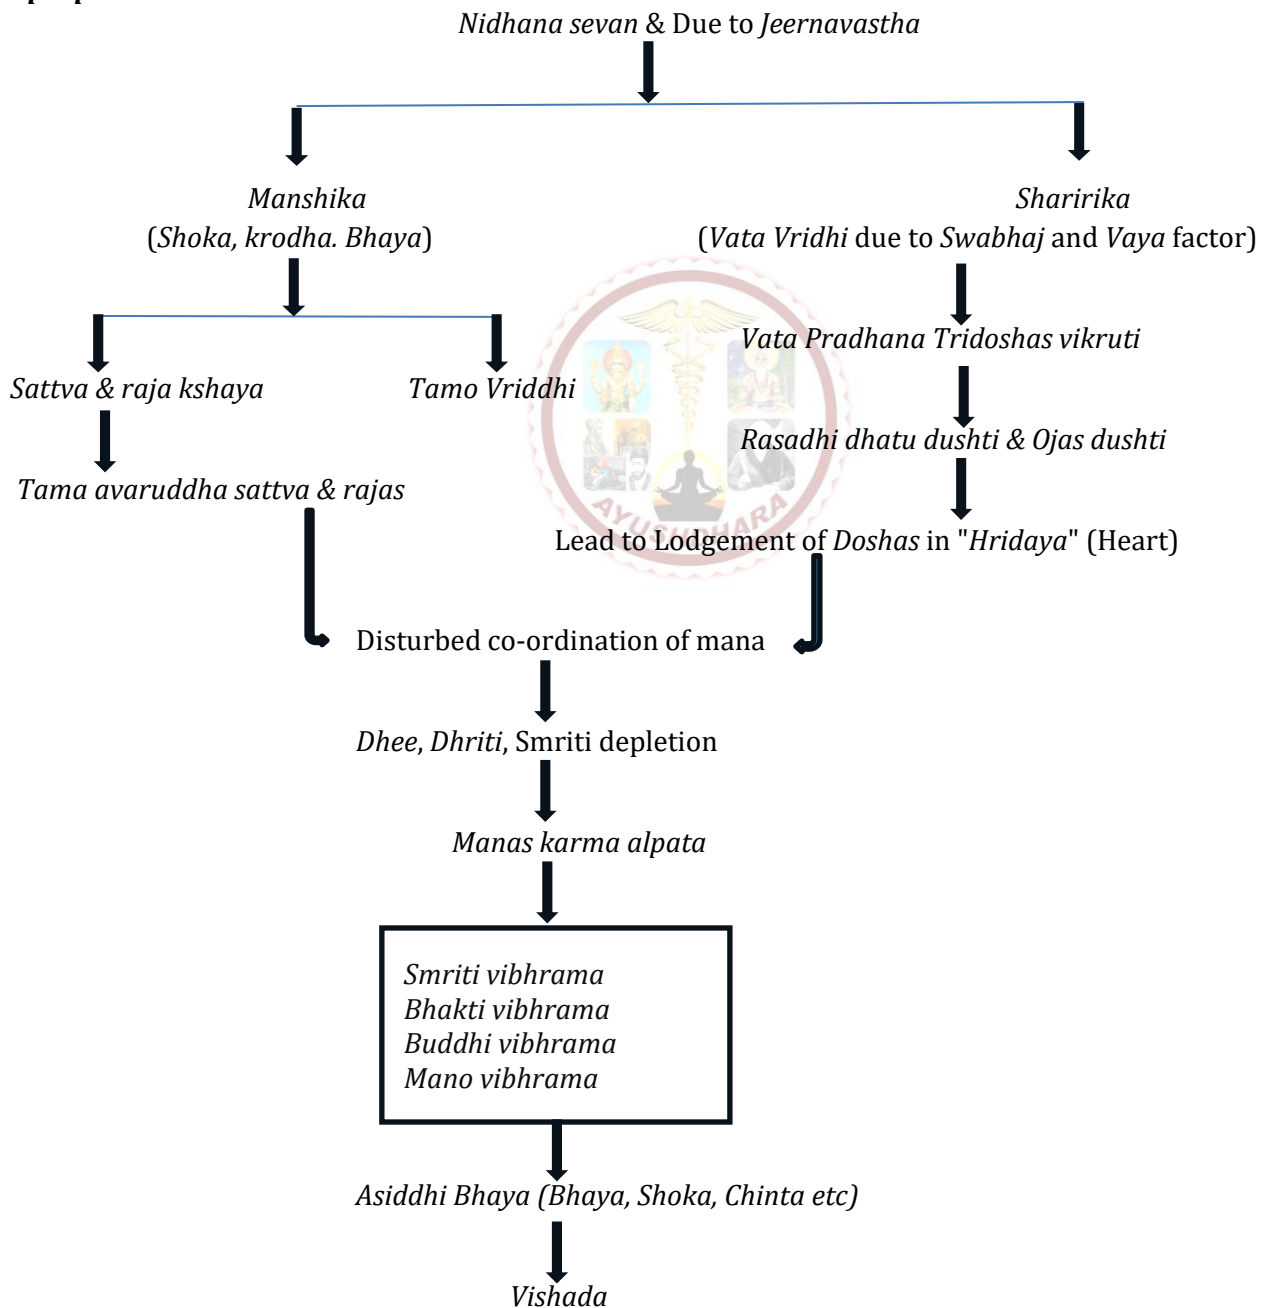 Nidhana sevan & Due to Jeernavastha
Manshika
(Shoka, krodha. Bhaya)
Sharirika
(Vata Vridhi due to Swabhaj and Vaya factor)
Sattva & raja kshaya
Tamo Vriddhi
Vata Pradhana Tridoshas vikruti
Tama avaruddha sattva & rajas
Rasadhi dhatu dushti & Ojas dushti
AYUSHDHARA
Lead to Lodgement of Doshas in "Hridaya" (Heart)
Disturbed co-ordination of mana
Dhee, Dhriti, Smriti depletion
Manas karma alpata
Smriti vibhrama
Bhakti vibhrama
Buddhi vibhrama
Mano vibhrama
Asiddhi Bhaya (Bhaya, Shoka, Chinta etc)
Vishada